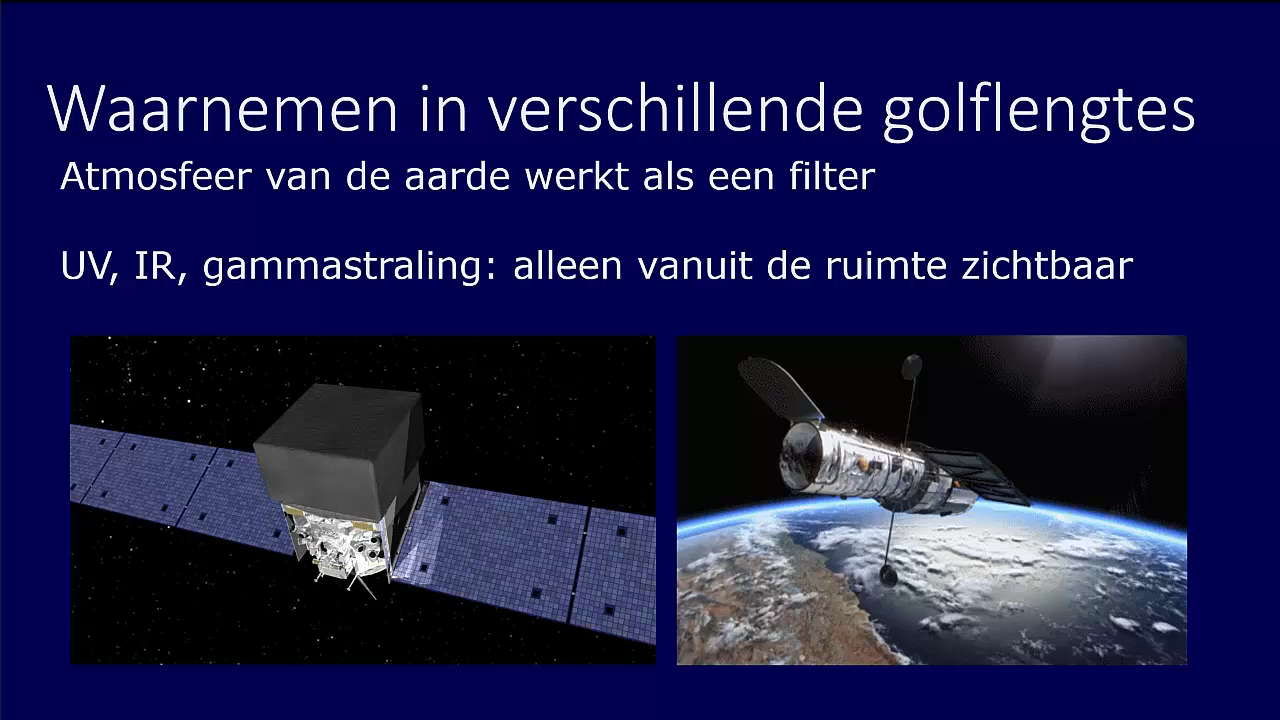 Waarnemen in verschillende golflengtes
Atmosfeer van de aarde werkt als een filter
UV, IR, gammastraling: alleen vanuit de ruimte zichtbaar